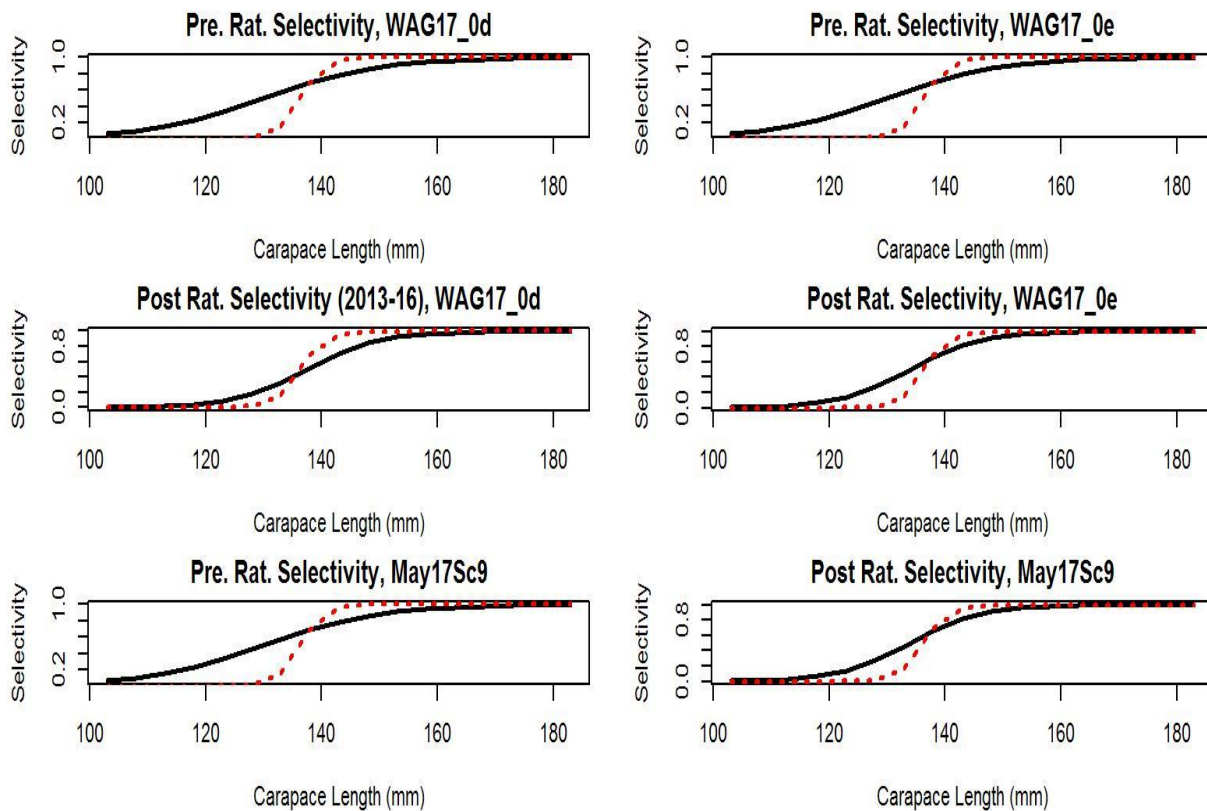 Pre. Rat. Selectivity, WAG17_0d
Selectivity
0.2 1.0
100 120 140 160 180
Carapace Length (mm)
Pre. Rat. Selectivity, WAG17_0e
Selectivity
0.2 1.0
100 120 140 160 180
Carapace Length (mm)
Post Rat. Selectivity (2013-16), WAG17_0d
Selectivity
0.0 0.8
100 120 140 160 180
Carapace Length (mm)
Post Rat. Selectivity, WAG17_0e
Selectivity
0.0 0.8
100 120 140 160 180
Carapace Length (mm)
Pre. Rat. Selectivity, May17Sc9
Selectivity
0.2 1.0
100 120 140 160 180
Carapace Length (mm)
Post Rat. Selectivity, May17Sc9
Selectivity
0.0 0.8
100 120 140 160 180
Carapace Length (mm)